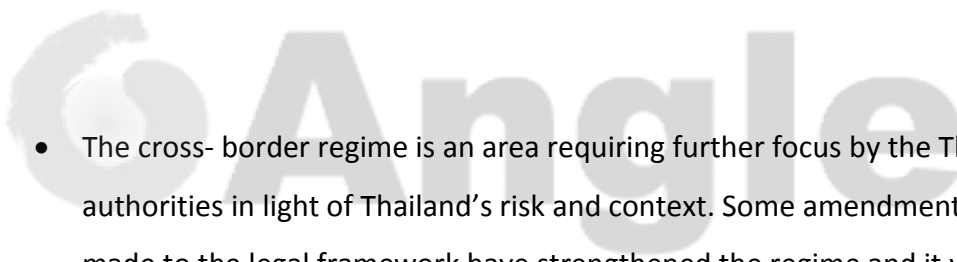 Angle
• The cross- border regime is an area requiring further focus by the
authorities in light of Thailand’s risk and context. Some amendment
made to the legal framework have strengthened the regime and it